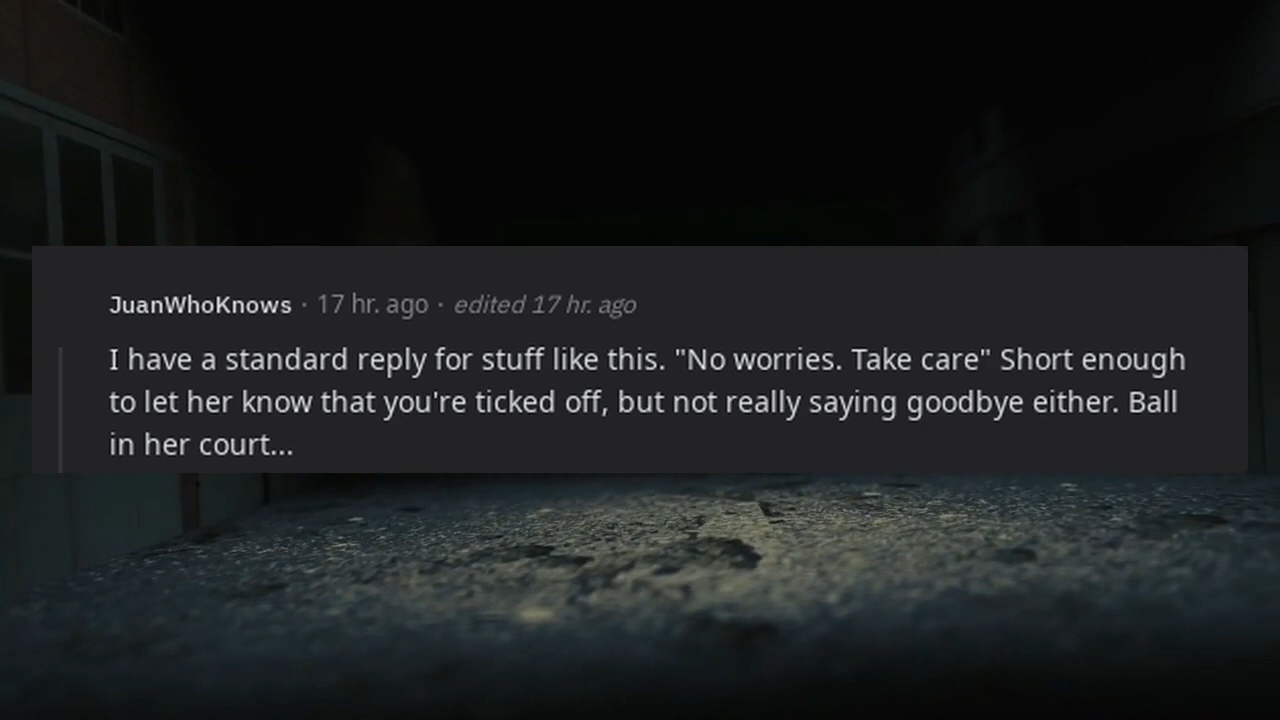 JuanWhoKnows · 17 hr. ago · edited 17 hr. ago
I have a standard reply for stuff like this. "No worries. Take care" Short enough
to let her know that you're ticked off, but not really saying goodbye either. Ball
in her court...